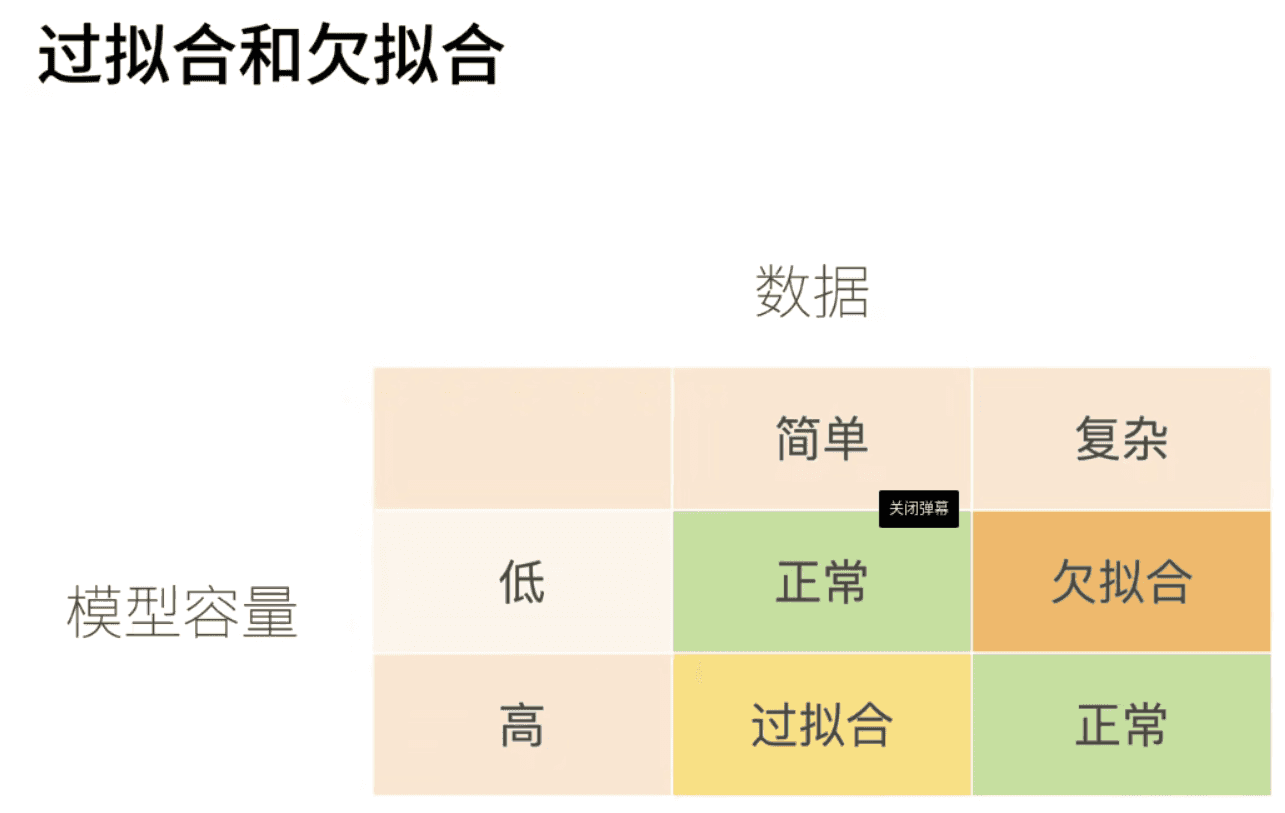 过拟合和欠拟合
数据
简单 复杂
关闭弹幕
模型容量
低 正常 欠拟合
高 过拟合 正常